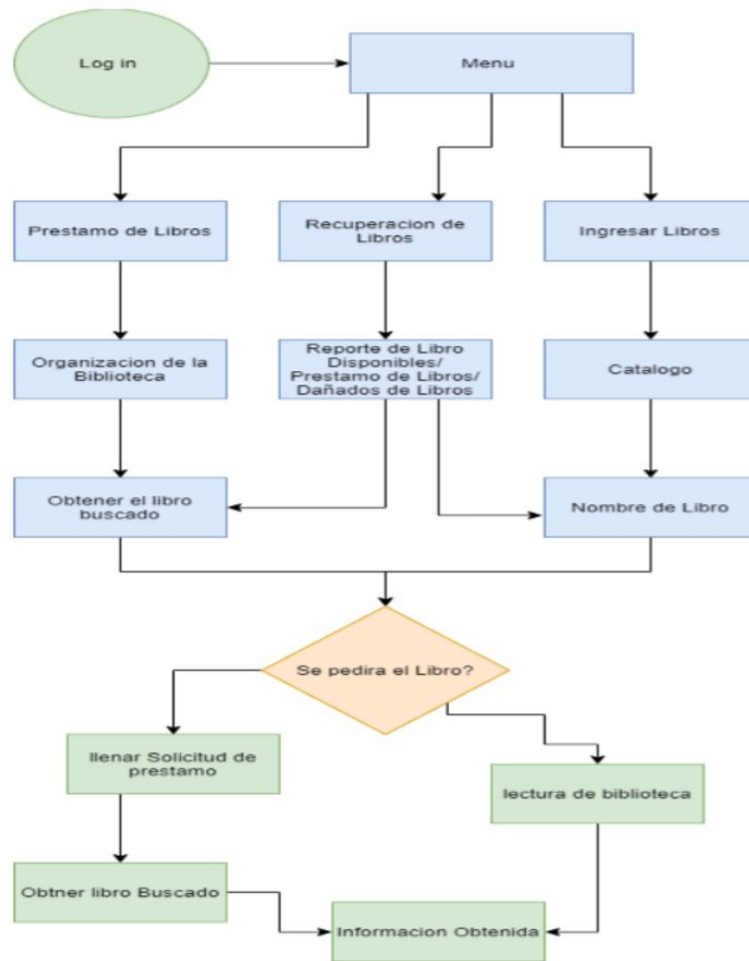 Log in
Menu
Prestamo de Libros
Recuperacion de
Libros
Ingresar Libros
Organizacion de la
Biblioteca
Reporte de Libro
Disponibles/
Prestamo de Libros/
Dañados de Libros
Catalogo
Obtener el libro
buscado
Nombre de Libro
Se pedira el Libro?
llenar Solicitud de
prestamo
lectura de biblioteca
Obtner libro Buscado
Informacion Obtenida